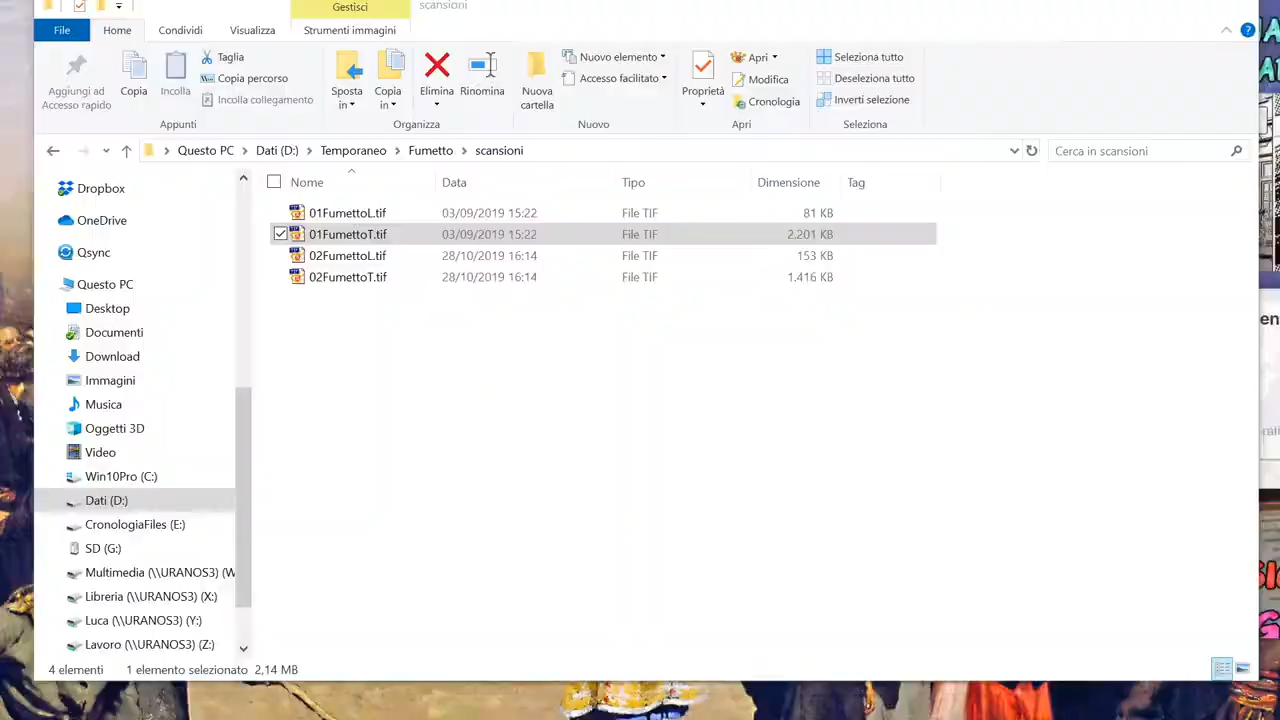 Gestisci
scansioni
File
Home
Condividi
Visualizza
Strumenti immagini
Aggiungi ad
Accesso rapido
Copia
Incolla
Taglia
Copia percorso
Incolla collegamento
Appunti
Sposta
in
Copia
in
Elimina
Rinomina
Organizza
Nuova
cartella
Nuovo elemento
Accesso facilitato
Nuovo
Proprietà
Apri
Modifica
Cronologia
Apri
Seleziona tutto
Deseleziona tutto
Inverti selezione
Seleziona
Questo PC
Dati (D:)
Temporaneo
Fumetto
scansioni
Cerca in scansioni
Nome Data Tipo Dimensione Tag
01FumettoL.tif 03/09/2019 15:22 File TIF 81 KB
01FumettoT.tif 03/09/2019 15:22 File TIF 2.201 KB
02FumettoL.tif 28/10/2019 16:14 File TIF 153 KB
02FumettoT.tif 28/10/2019 16:14 File TIF 1.416 KB
Dropbox
OneDrive
Qsync
Questo PC
Desktop
Documenti
Download
Immagini
Musica
Oggetti 3D
Video
Win10Pro (C:)
Dati (D:)
CronologiaFiles (E:)
SD (G:)
Multimedia (\\URANOS3) (W
Libreria (\\URANOS3) (X:)
Luca (\\URANOS3) (Y:)
Lavoro (\\URANOS3) (Z:)
4 elementi 1 elemento selezionato 2,14 MB